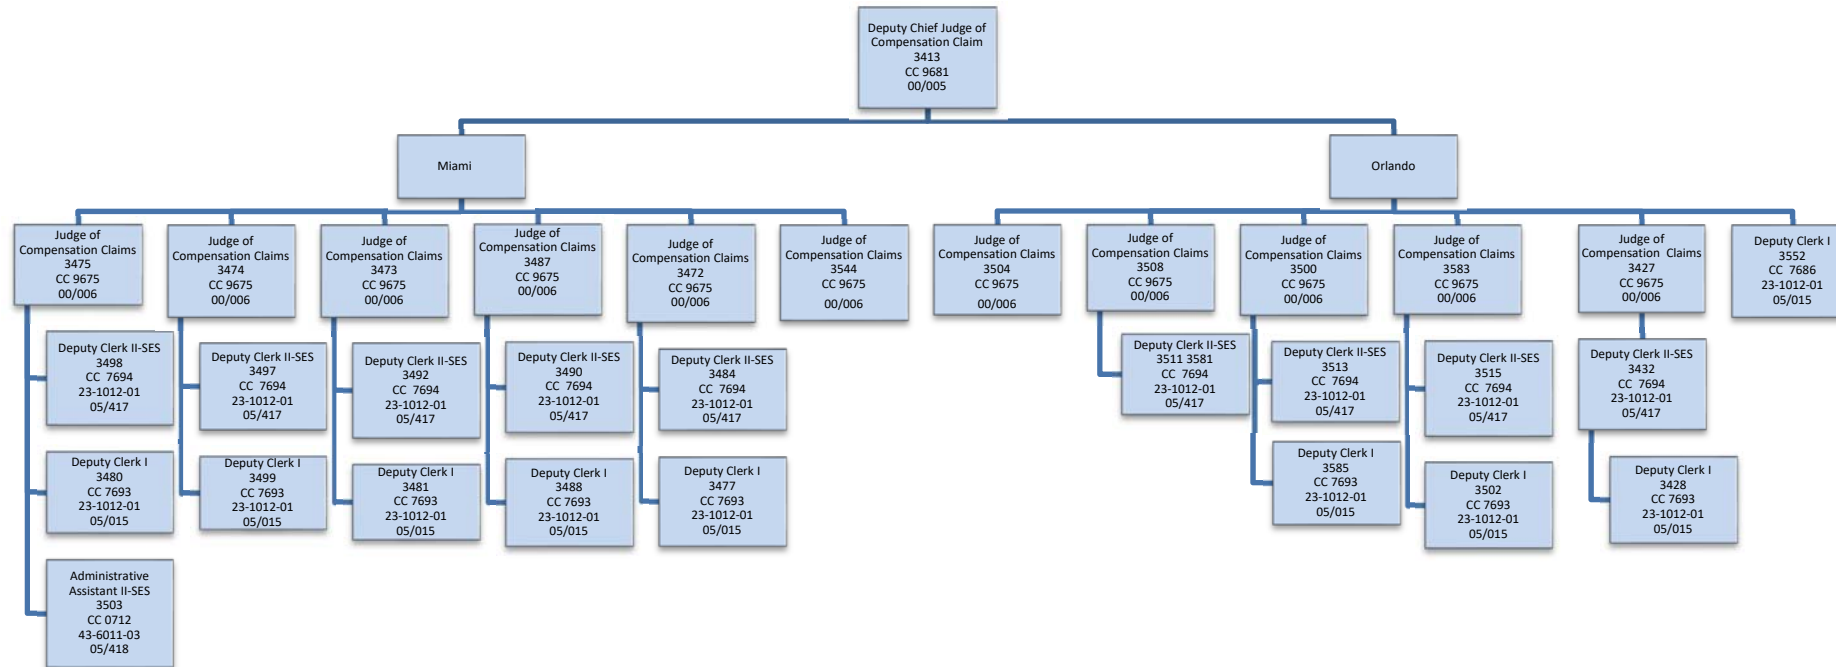 Deputy Chief Judge of
Compensation Claim
3413
CC 9681
00/005
Miami
Orlando
Judge of
Compensation Claims
3475
CC 9675
00/006
Judge of
Compensation Claims
3474
CC 9675
00/006
Judge of
Compensation Claims
3473
CC 9675
00/006
Judge of
Compensation Claims
3487
CC 9675
00/006
Judge of
Compensation Claims
3472
CC 9675
00/006
Judge of
Compensation Claims
3544
CC 9675
00/006
Judge of
Compensation Claims
3504
CC 9675
00/006
Judge of
Compensation Claims
3508
CC 9675
00/006
Judge of
Compensation Claims
3500
CC 9675
00/006
Judge of
Compensation Claims
3583
CC 9675
00/006
Judge of
Compensation Claims
3427
CC 9675
00/006
Deputy Clerk I
3552
CC 7686
23-1012-01
05/015
Deputy Clerk II-SES
3498
CC 7694
23-1012-01
05/417
Deputy Clerk II-SES
3497
CC 7694
23-1012-01
05/417
Deputy Clerk II-SES
3492
CC 7694
23-1012-01
05/417
Deputy Clerk II-SES
3490
CC 7694
23-1012-01
05/417
Deputy Clerk II-SES
3484
CC 7694
23-1012-01
05/417
Deputy Clerk II-SES
3511 3581
CC 7694
23-1012-01
05/417
Deputy Clerk II-SES
3513
CC 7694
23-1012-01
05/417
Deputy Clerk II-SES
3515
CC 7694
23-1012-01
05/417
Deputy Clerk II-SES
3432
CC 7694
23-1012-01
05/417
Deputy Clerk I
3480
CC 7693
23-1012-01
05/015
Deputy Clerk I
3499
CC 7693
23-1012-01
05/015
Deputy Clerk I
3481
CC 7693
23-1012-01
05/015
Deputy Clerk I
3488
CC 7693
23-1012-01
05/015
Deputy Clerk I
3477
CC 7693
23-1012-01
05/015
Deputy Clerk I
3585
CC 7693
23-1012-01
05/015
Deputy Clerk I
3502
CC 7693
23-1012-01
05/015
Deputy Clerk I
3428
CC 7693
23-1012-01
05/015
Administrative
Assistant II-SES
3503
CC 0712
43-6011-03
05/418